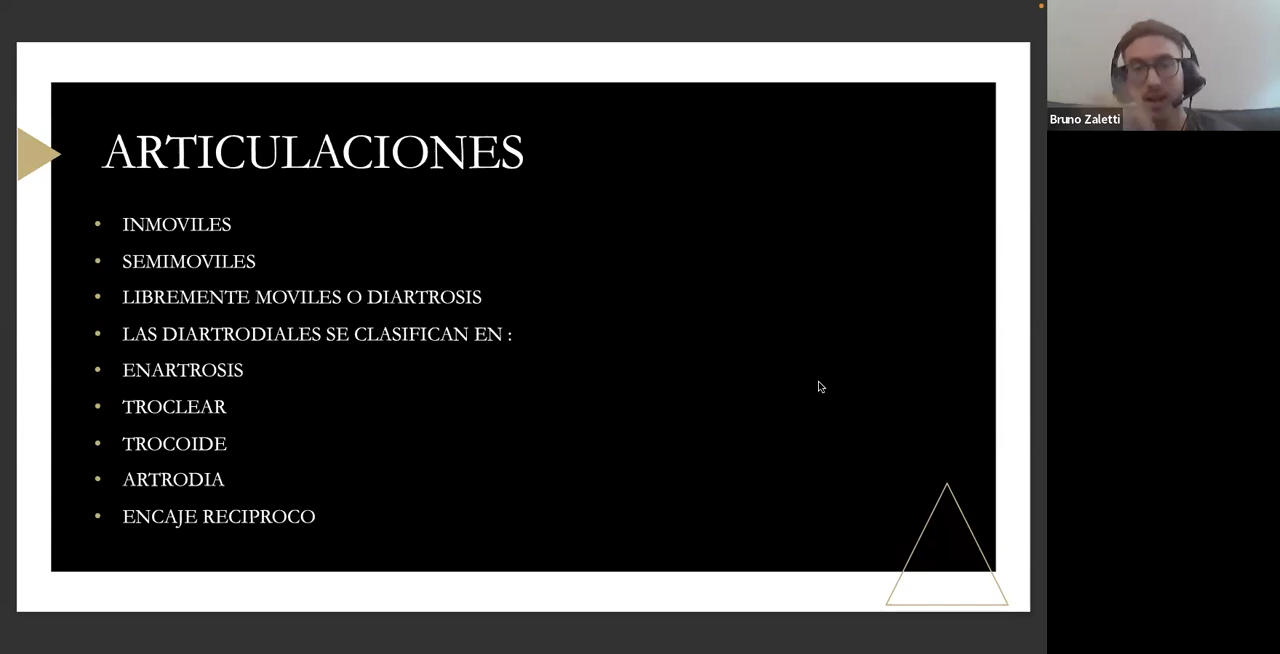 ARTICULACIONES
• INMOVILES
• SEMIMOVILES
• LIBREMENTE MOVILES O DIARTROSIS
• LAS DIARTRODIALES SE CLASIFICAN EN :
• ENARTROSIS
• TROCLEAR
• TROCOIDE
• ARTRODIA
• ENCAJE RECIPROCO
Bruno Zaletti